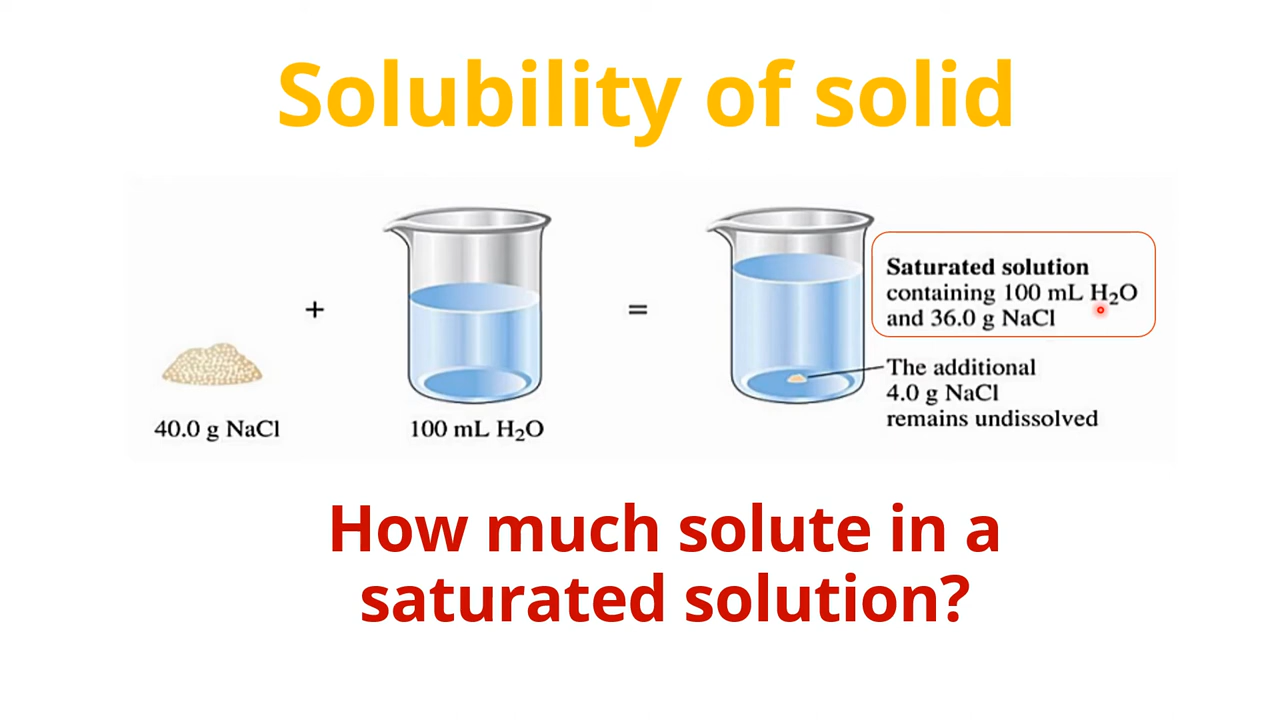 Solubility of solid
+
=
Saturated solution
containing 100 mL H₂O
and 36.0 g NaCl
The additional
4.0 g NaCl
remains undissolved
40.0 g NaCl
100 mL H₂O
How much solute in a
saturated solution?